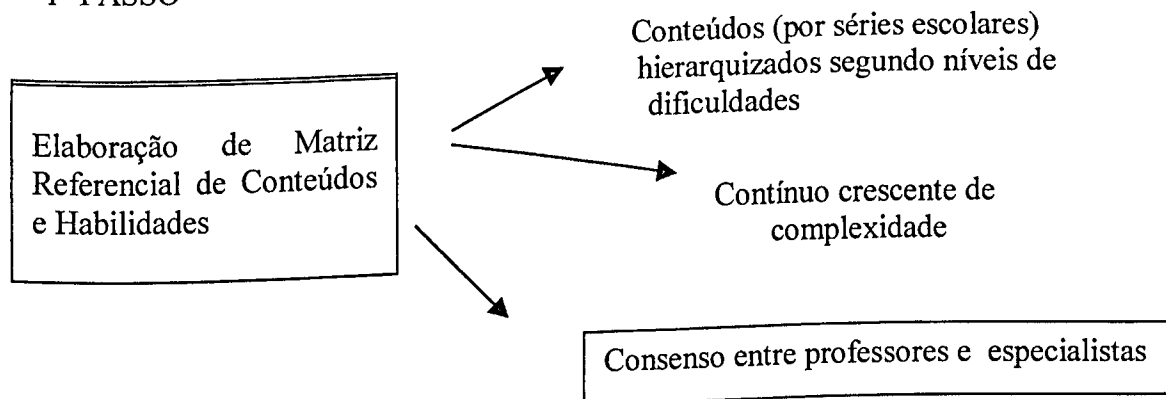 PASSO
Conteúdos (por séries escolares)
hierarquizados segundo níveis de
dificuldades
Elaboração de Matriz
Referencial de Conteúdos
e Habilidades
Contínuo crescente de
complexidade
Consenso entre professores e especialistas